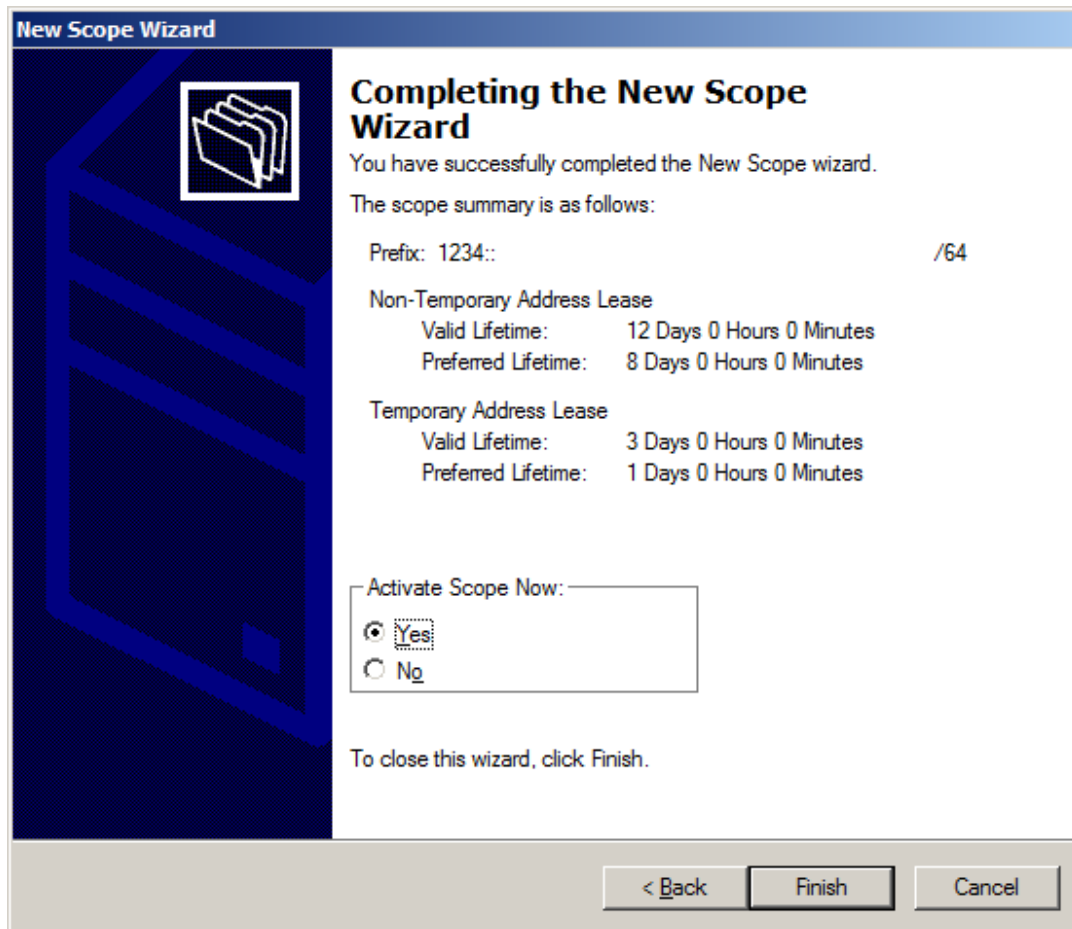 New Scope Wizard
Completing the New Scope
Wizard
You have successfully completed the New Scope wizard.
The scope summary is as follows:
Prefix: 1234:: /64
Non-Temporary Address Lease
Valid Lifetime: 12 Days 0 Hours 0 Minutes
Preferred Lifetime: 8 Days 0 Hours 0 Minutes
Temporary Address Lease
Valid Lifetime: 3 Days 0 Hours 0 Minutes
Preferred Lifetime: 1 Days 0 Hours 0 Minutes
Activate Scope Now:
Yes
No
To close this wizard, click Finish.
< Back Finish Cancel